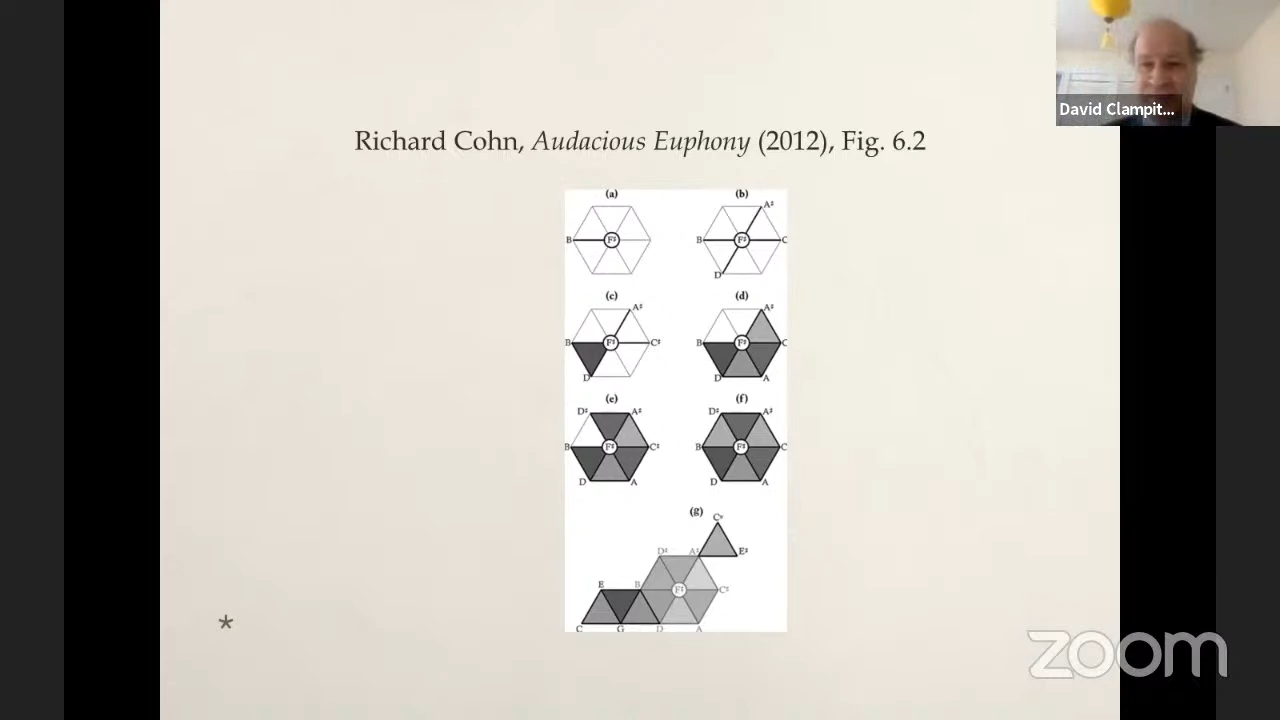 David Clampit...
Richard Cohn, Audacious Euphony (2012), Fig. 6.2
(a)
(b)
A♯
B F♯
B F♯ C
D
(c)
(d)
A♯
A♯
B F♯ C♯
B F♯ C
D
D A
(e)
(f)
D♯ A♯
D♯ A♯
B F♯ C♯
B F♯ C
D A
D A
(g)
D♯ A♯ E♯
E B F♯ C♯
C G D A
*
zoom